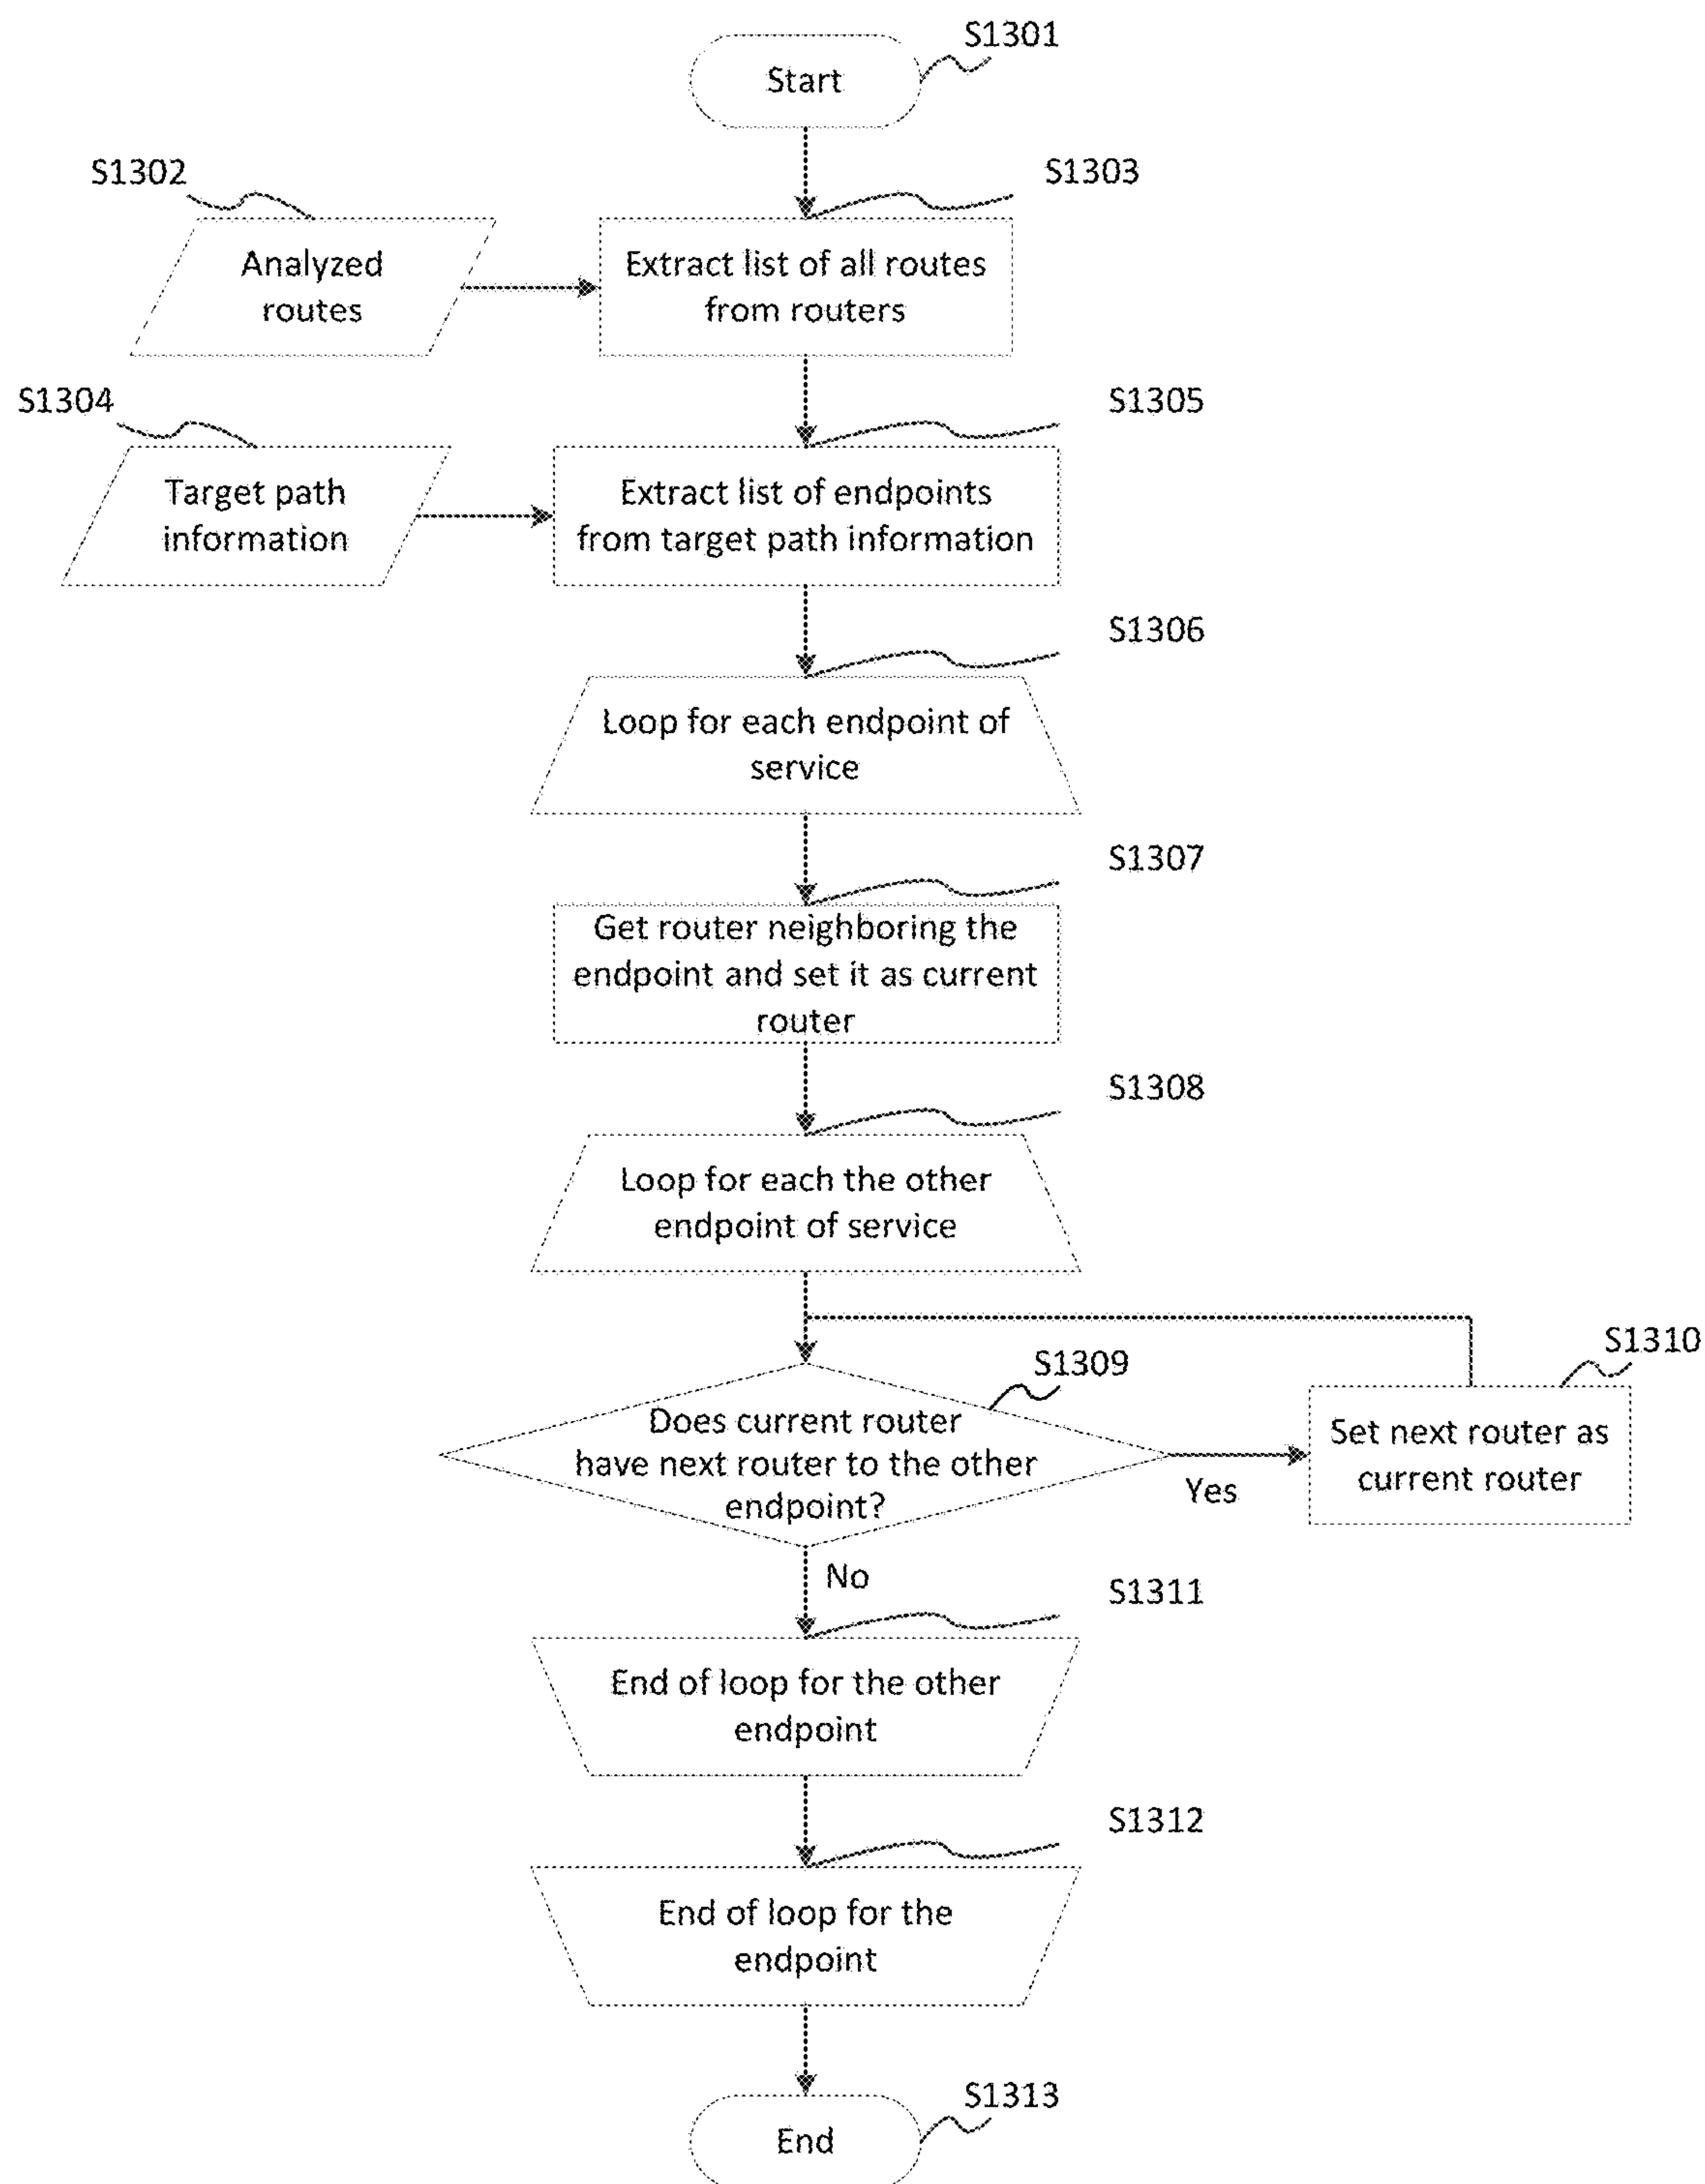 S1301
Start
S1302
S1303
Analyzed
routes
Extract list of all routes
from routers
S1304
S1305
Target path
information
Extract list of endpoints
from target path information
S1306
Loop for each endpoint of
service
S1307
Get router neighboring the
endpoint and set it as current
router
S1308
Loop for each the other
endpoint of service
S1310
S1309
Does current router
have next router to the other
endpoint?
Yes
Set next router as
current router
No
S1311
End of loop for the other
endpoint
S1312
End of loop for the
endpoint
S1313
End